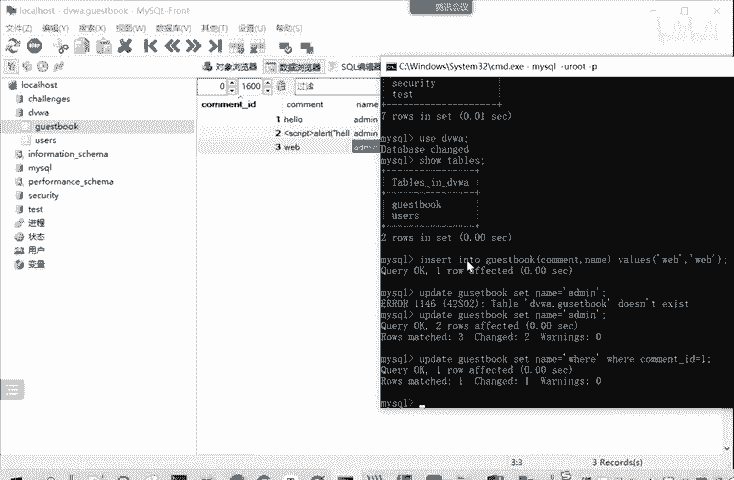 腾讯会议
localhost - dvwa.guestbook - MySQL-Front
文件(Z) 编辑(Y) 搜索(X) 视图(W) 数据库(V) 其他(T) 设置(U) 帮助(S)
对象浏览器 数据浏览器 SQL编辑器
localhost
challenges
dvwa
guestbook
users
information_schema
mysql
performance_schema
security
test
进程
状态
用户
变量
0 1600 过滤
comment_id comment name
1 hello admin
2 <script>alert("hell admin
3 web admin
C:\Windows\System32\cmd.exe - mysql -uroot -p
security
test
7 rows in set (0.01 sec)
mysql> use dvwa;
Database changed
mysql> show tables;
Tables_in_dvwa
guestbook
users
2 rows in set (0.00 sec)
mysql> insert into guestbook(comment,name) values('web','web');
Query OK, 1 row affected (0.00 sec)
mysql> update gusetbook set name='admin';
ERROR 1146 (42S02): Table 'dvwa.gusetbook' doesn't exist
mysql> update guestbook set name='admin';
Query OK, 2 rows affected (0.00 sec)
Rows matched: 3 Changed: 2 Warnings: 0
mysql> update guestbook set name='where' where comment_id=1;
Query OK, 1 row affected (0.00 sec)
Rows matched: 1 Changed: 1 Warnings: 0
mysql>
3:3 3 Records(s)